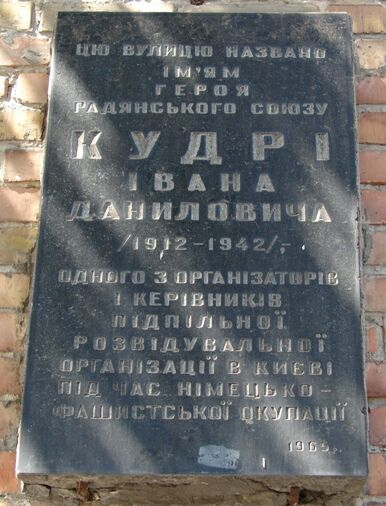 ЦЮ ВУЛИЦЮ НАЗВАНО
ІМ'ЯМ
ГЕРОЯ
РАДЯНСЬКОГО СОЮЗУ
КУДРІ
ІВАНА
ДАНИЛОВИЧА
/1912-1942/,-
ОДНОГО З ОРГАНІЗАТОРІВ
І КЕРІВНИКІВ
ПІДПІЛЬНОЇ
РОЗВІДУВАЛЬНОЇ
ОРГАНІЗАЦІЇ В КИЄВІ
ПІД ЧАС НІМЕЦЬКО-
ФАШИСТСЬКОЇ ОКУПАЦІЇ
1965р.